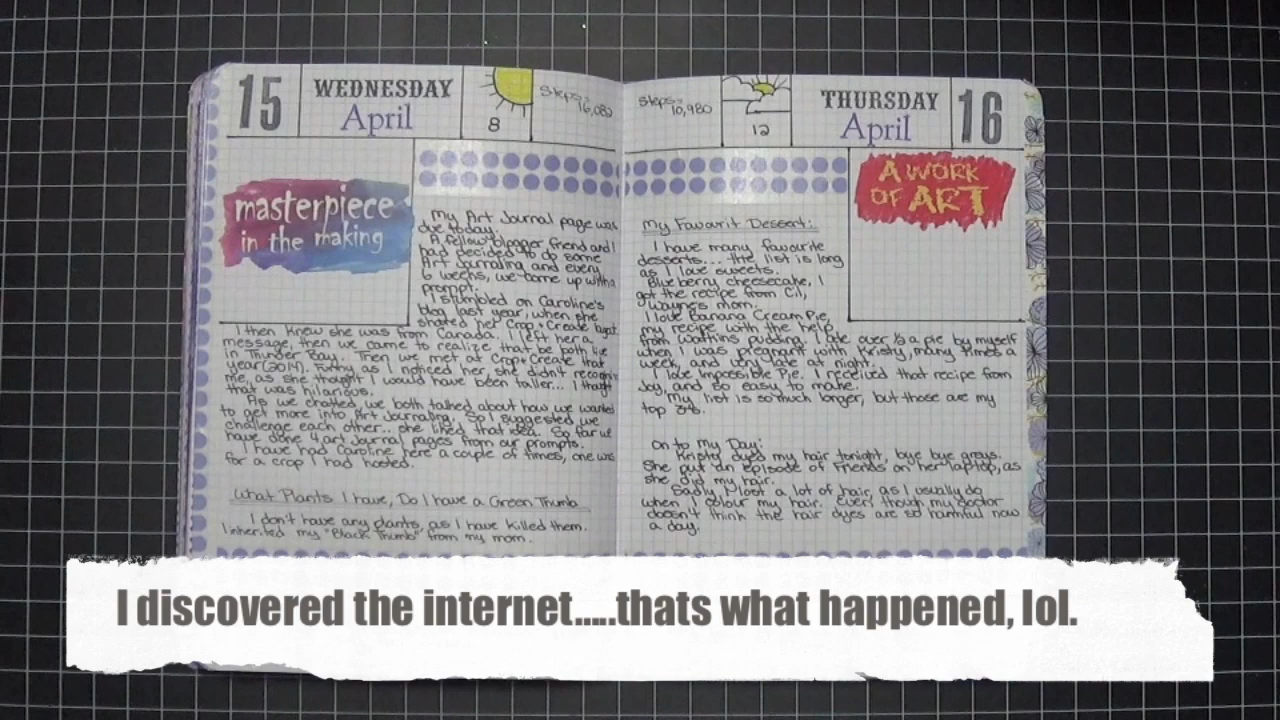 15
WEDNESDAY
April
8
Steps:
16,080
masterpiece
in the making
My Art Journal page was
due today.
A fellow blogger friend and I
had decided to do some
Art Journaling and every
6 weeks, we come up with a
prompt.
I stumbled on Caroline's
blog last year, when she
shared her Crop & Create
I then knew she was from Canada. I left her a
message, then we came to realize that we both live
in Thunder Bay. Then we met at Crop & Create that
year (2014). Funny as I noticed her, she didn't recognize
me, as she thought I would have been taller... I thought
that was hilarious.
As we chatted, we both talked about how we wanted
to get more into Art Journaling. So I suggested we
challenge each other... she liked that idea. So far we
have done 4 art Journal pages from our prompts.
I have had Caroline here a couple of times, one was
for a crop I had hosted.
What Plants I have, Do I have a Green Thumb
I don't have any plants, as I have killed them.
I inherited my "Black Thumb" from my mom.
Steps:
10,980
12
THURSDAY
April
16
A WORK
OF ART
My Favorit Dessert:
I have many favourite
desserts.... the list is long
as I love sweets.
Blueberry cheesecake, I
got the recipe from Cil,
Wayne's mom.
I love Banana Cream Pie,
my recipe with the help
from Watkins pudding. I ate over ½ a pie by myself
when I was pregnant with Kristy, many times a
week, and very late at night.
I love Impossible Pie. I received that recipe from
Joy, and so easy to make.
My list is so much longer, but those are my
top 3
On to My Day:
Kristy dyed my hair tonight, bye bye greys.
She put an episode of Friends on her laptop, as
she did my hair.
Sadly I lost a lot of hair, as I usually do
when I colour my hair. Even though my doctor
doesn't think the hair dyes are so harmful now
a day.
I discovered the internet.....thats what happened, lol.